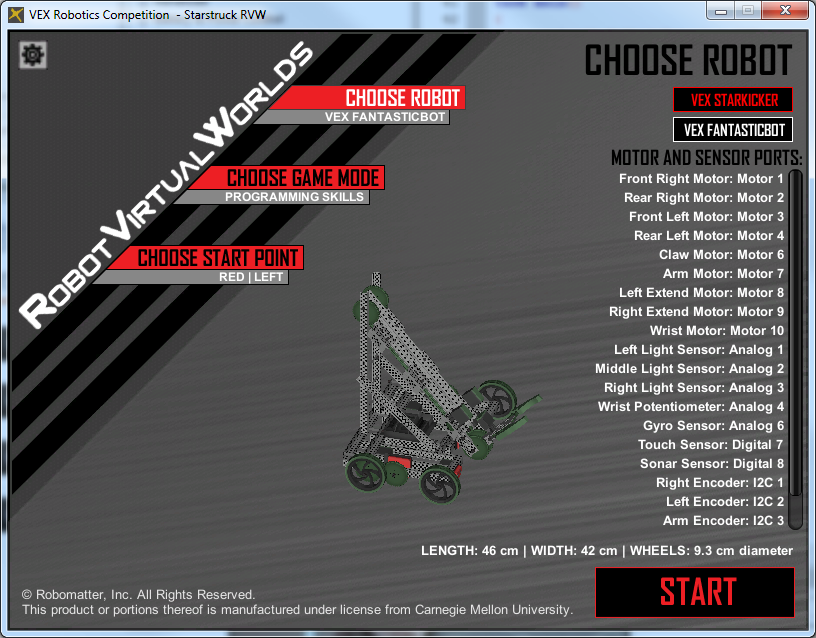 VEX Robotics Competition - Starstruck RVW
ROBOT VIRTUAL WORLDS
CHOOSE ROBOT
VEX FANTASTICBOT
CHOOSE GAME MODE
PROGRAMMING SKILLS
CHOOSE START POINT
RED | LEFT
CHOOSE ROBOT
VEX STARKICKER
VEX FANTASTICBOT
MOTOR AND SENSOR PORTS:
Front Right Motor: Motor 1
Rear Right Motor: Motor 2
Front Left Motor: Motor 3
Rear Left Motor: Motor 4
Claw Motor: Motor 6
Arm Motor: Motor 7
Left Extend Motor: Motor 8
Right Extend Motor: Motor 9
Wrist Motor: Motor 10
Left Light Sensor: Analog 1
Middle Light Sensor: Analog 2
Right Light Sensor: Analog 3
Wrist Potentiometer: Analog 4
Gyro Sensor: Analog 6
Touch Sensor: Digital 7
Sonar Sensor: Digital 8
Right Encoder: I2C 1
Left Encoder: I2C 2
Arm Encoder: I2C 3
LENGTH: 46 cm | WIDTH: 42 cm | WHEELS: 9.3 cm diameter
START
© Robomatter, Inc. All Rights Reserved.
This product or portions thereof is manufactured under license from Carnegie Mellon University.